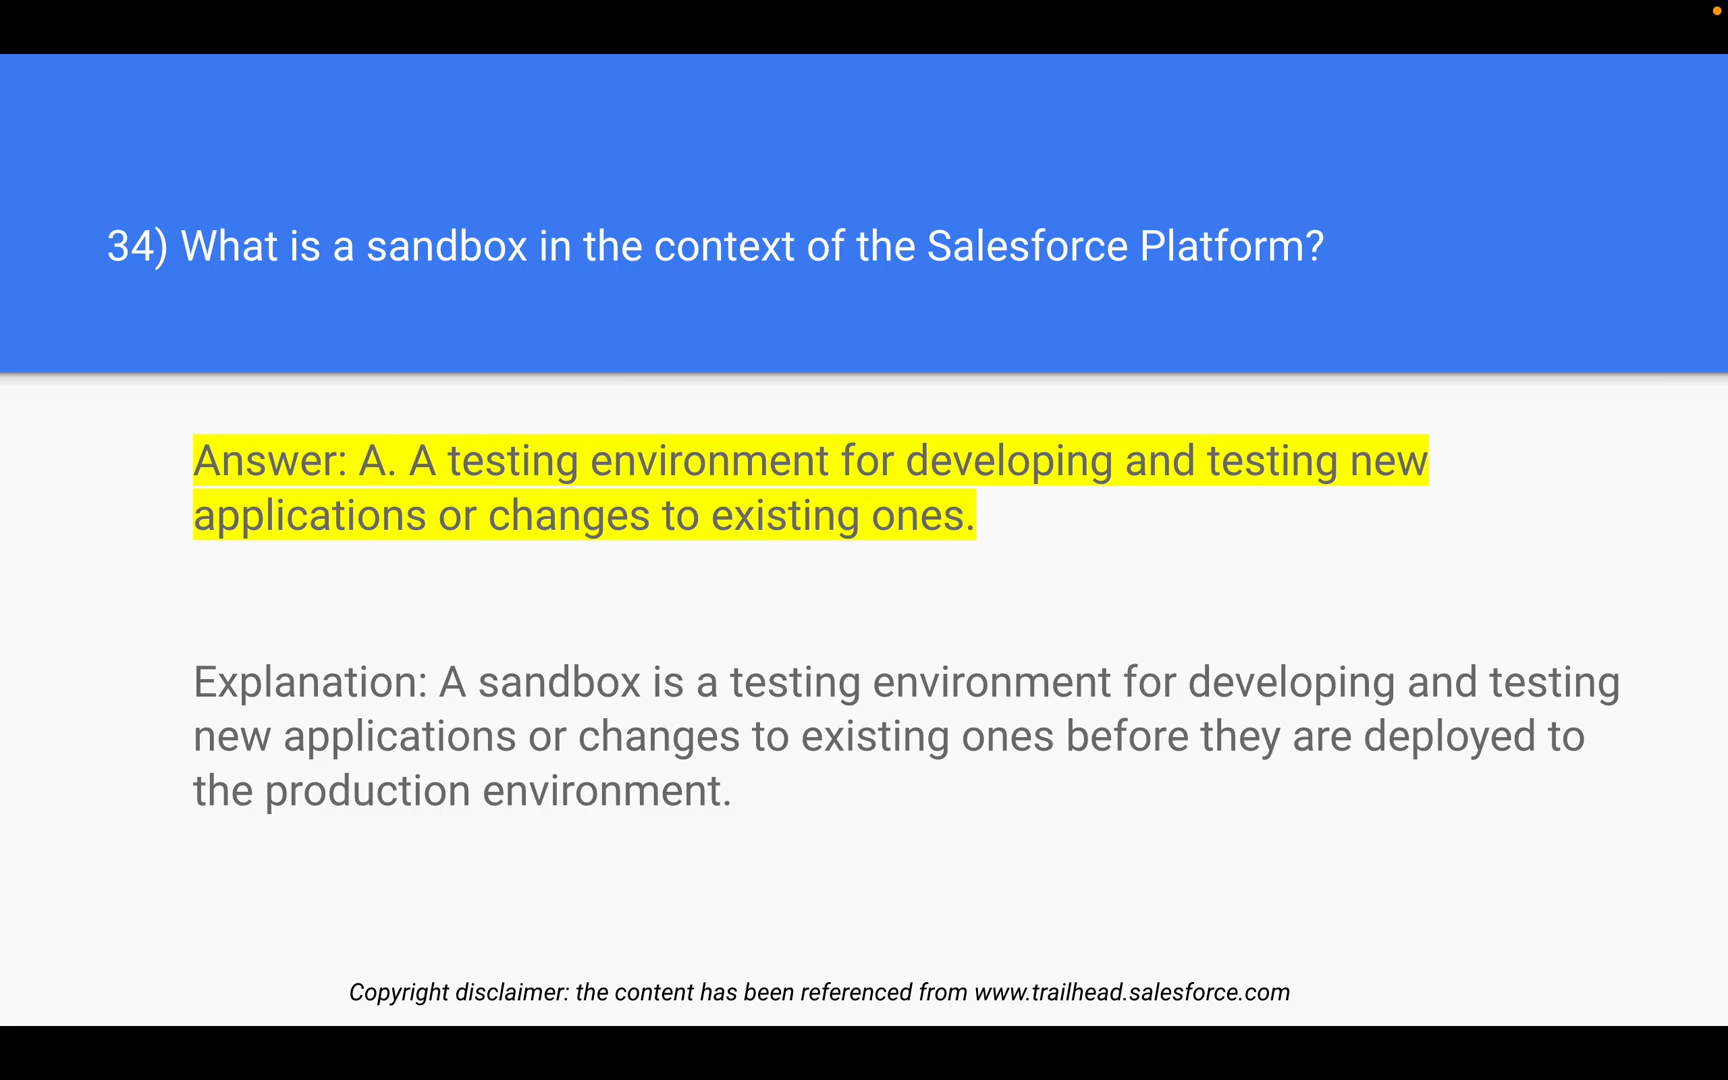 34) What is a sandbox in the context of the Salesforce Platform?
Answer: A. A testing environment for developing and testing new
applications or changes to existing ones.
Explanation: A sandbox is a testing environment for developing and testing
new applications or changes to existing ones before they are deployed to
the production environment.
Copyright disclaimer: the content has been referenced from www.trailhead.salesforce.com